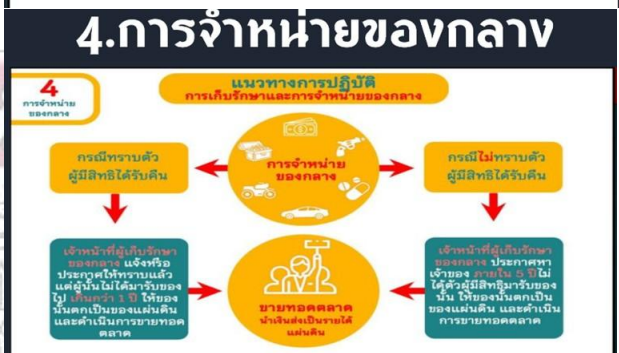 4.การจำหน่ายของกลาง
4
การจำหน่าย
ของกลาง
แนวทางการปฏิบัติ
การเก็บรักษาและการจำหน่ายของกลาง
กรณีทราบตัว
ผู้มีสิทธิได้รับคืน
การจำหน่าย
ของกลาง
กรณีไม่ทราบตัว
ผู้มีสิทธิได้รับคืน
เจ้าหน้าที่ผู้เก็บรักษา
ของกลาง แจ้งหรือ
ประกาศให้ทราบแล้ว
แต่ผู้นั้นไม่ได้มารับของ
ไป เกินกว่า 1 ปี ให้ของ
นั้นตกเป็นของแผ่นดิน
และดำเนินการขายทอด
ตลาด
ขายทอดตลาด
นำเงินส่งเป็นรายได้
แผ่นดิน
เจ้าหน้าที่ผู้เก็บรักษา
ของกลาง ประกาศหา
เจ้าของ ภายใน 5 ปีไม่
ได้ตัวผู้มีสิทธิมารับของ
นั้น ให้ของนั้นตกเป็น
ของแผ่นดิน และดำเนิน
การขายทอดตลาด